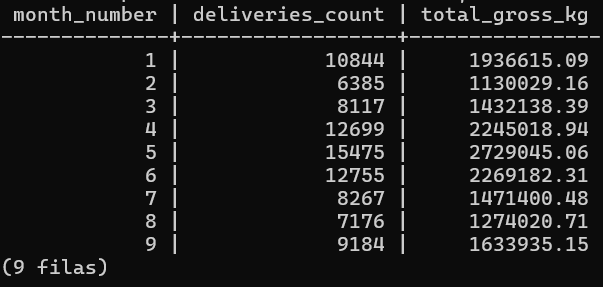 month_number | deliveries_count | total_gross_kg
--------------+------------------+----------------
            1 |            10844 |     1936615.09
            2 |             6385 |     1130029.16
            3 |             8117 |     1432138.39
            4 |            12699 |     2245018.94
            5 |            15475 |     2729045.06
            6 |            12755 |     2269182.31
            7 |             8267 |     1471400.48
            8 |             7176 |     1274020.71
            9 |             9184 |     1633935.15
(9 filas)